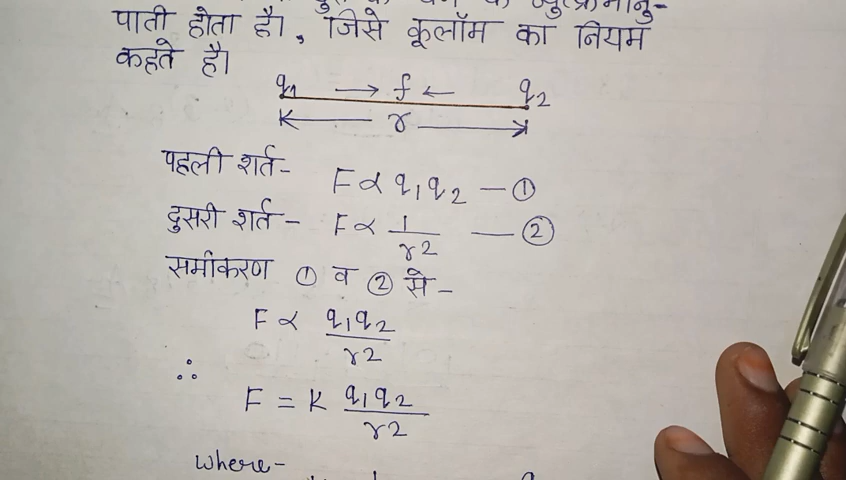 पाती होता है। , जिसे कूलॉम का नियम
कहते है।
q1 → f ← q2
r
पहली शर्त- F ∝ q1q2 — ①
दुसरी शर्त- F ∝ 1/r2 — ②
समीकरण ① व ② से-
F ∝ q1q2/r2
∴
F = K q1q2/r2
where-